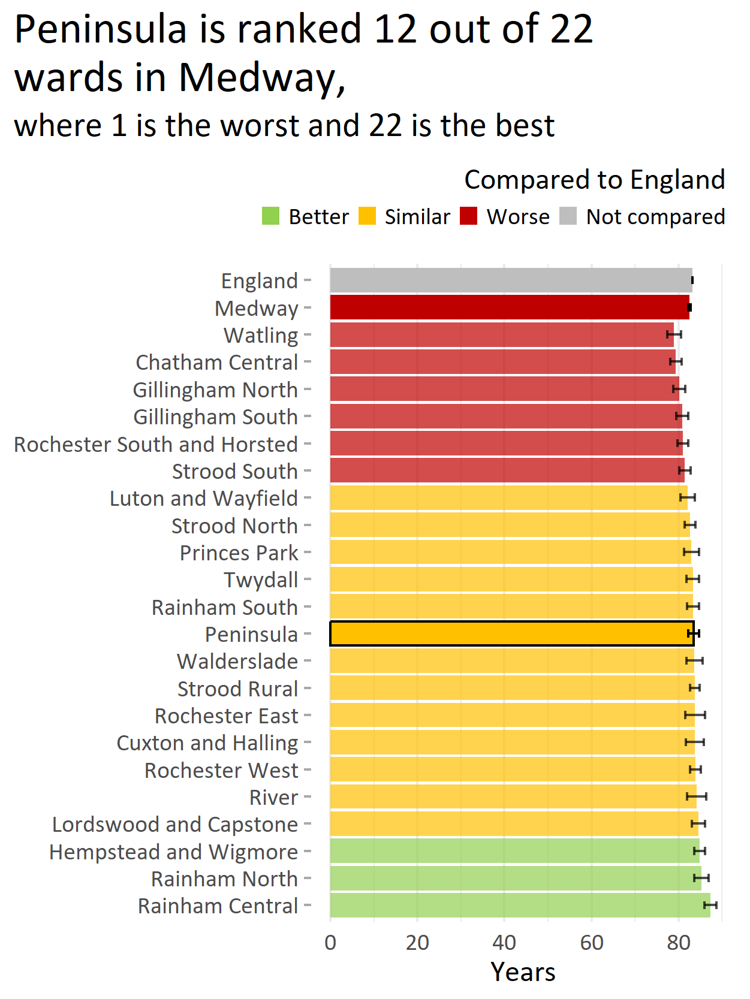 Peninsula is ranked 12 out of 22
wards in Medway,
where 1 is the worst and 22 is the best
Compared to England
Better Similar Worse Not compared
England
Medway
Watling
Chatham Central
Gillingham North
Gillingham South
Rochester South and Horsted
Strood South
Luton and Wayfield
Strood North
Princes Park
Twydall
Rainham South
Peninsula
Walderslade
Strood Rural
Rochester East
Cuxton and Halling
Rochester West
River
Lordswood and Capstone
Hempstead and Wigmore
Rainham North
Rainham Central
0 20 40 60 80
Years